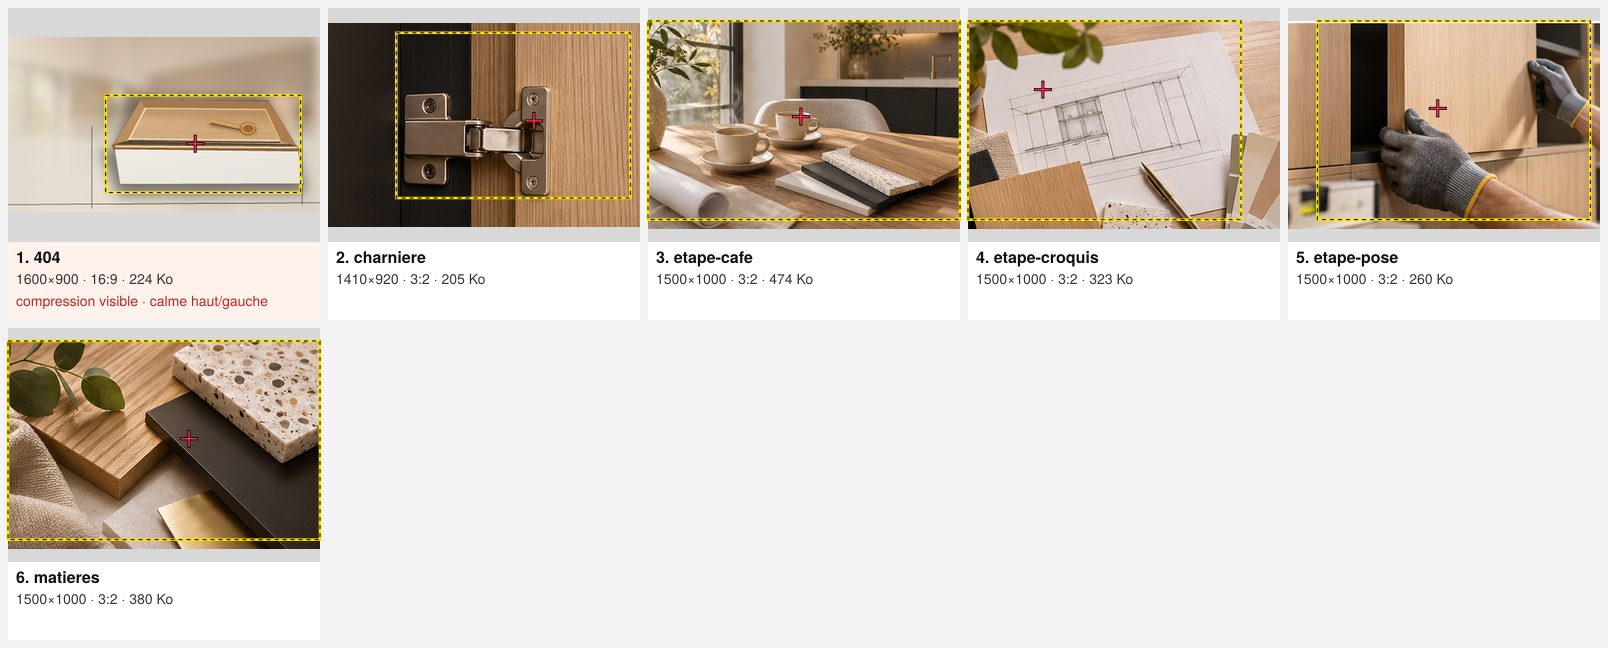 1. 404
1600×900 · 16:9 · 224 Ko
compression visible · calme haut/gauche
2. charniere
1410×920 · 3:2 · 205 Ko
3. etape-cafe
1500×1000 · 3:2 · 474 Ko
4. etape-croquis
1500×1000 · 3:2 · 323 Ko
5. etape-pose
1500×1000 · 3:2 · 260 Ko
6. matieres
1500×1000 · 3:2 · 380 Ko